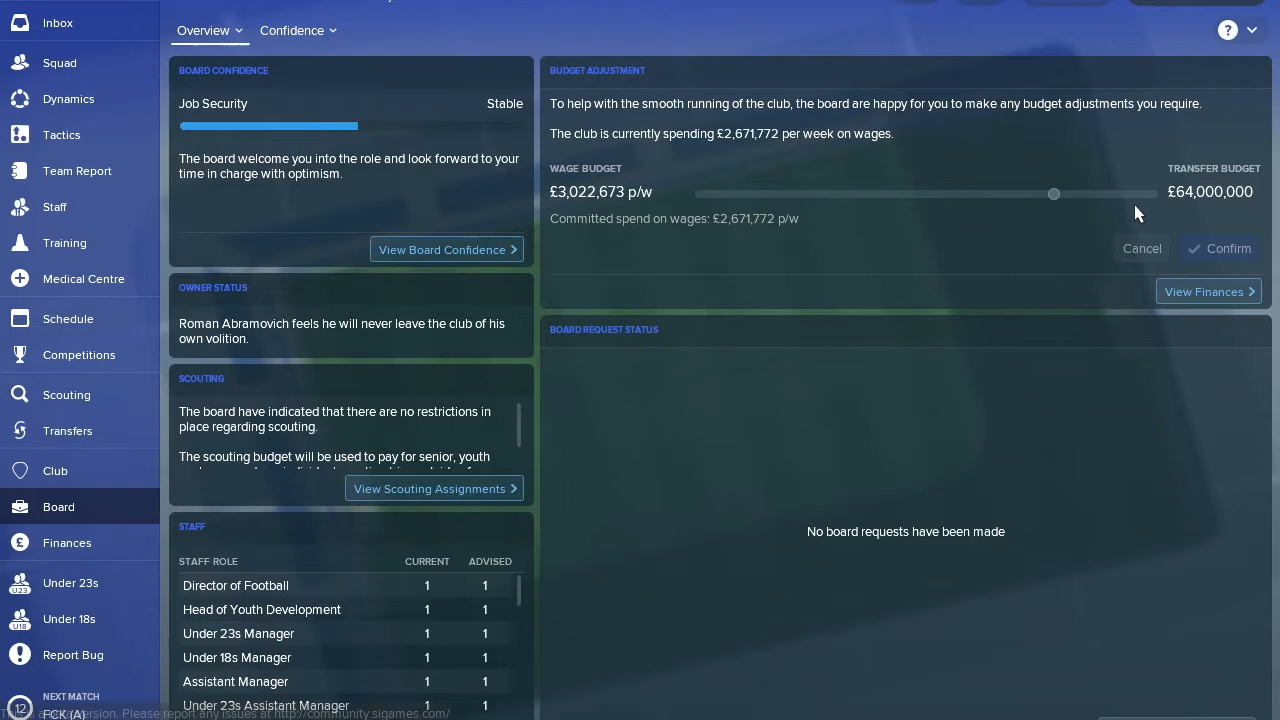 Inbox
Squad
Dynamics
Tactics
Team Report
Staff
Training
Medical Centre
Schedule
Competitions
Scouting
Transfers
Club
Board
£
Finances
U23
Under 23s
U18
Under 18s
Report Bug
12
NEXT MATCH
Overview
Confidence
?
BOARD CONFIDENCE
Job Security
Stable
The board welcome you into the role and look forward to your
time in charge with optimism.
View Board Confidence
OWNER STATUS
Roman Abramovich feels he will never leave the club of his
own volition.
SCOUTING
The board have indicated that there are no restrictions in
place regarding scouting.
The scouting budget will be used to pay for senior, youth
View Scouting Assignments
STAFF
STAFF ROLE CURRENT ADVISED
Director of Football 1 1
Head of Youth Development 1 1
Under 23s Manager 1 1
Under 18s Manager 1 1
Assistant Manager 1 1
Under 23s Assistant Manager 1 1
BUDGET ADJUSTMENT
To help with the smooth running of the club, the board are happy for you to make any budget adjustments you require.
The club is currently spending £2,671,772 per week on wages.
WAGE BUDGET
£3,022,673 p/w
TRANSFER BUDGET
£64,000,000
Committed spend on wages: £2,671,772 p/w
Cancel
Confirm
View Finances
BOARD REQUEST STATUS
No board requests have been made
version. Please report any issues at http://community.sigames.com/